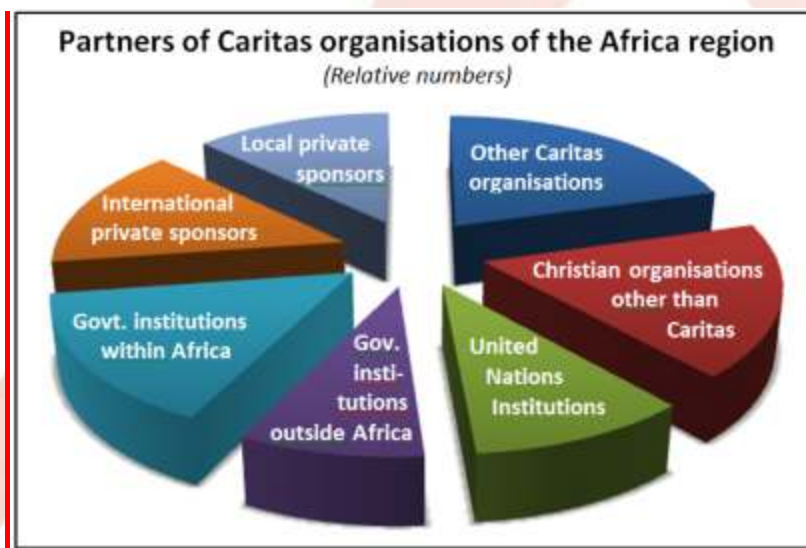 Partners of Caritas organisations of the Africa region
(Relative numbers)
Local private
sponsors
Other Caritas
organisations
International
private sponsors
Christian organisations
other than
Caritas
Govt. institutions
within Africa
Gov.
insti-
tutions
outside Africa
United
Nations
Institutions